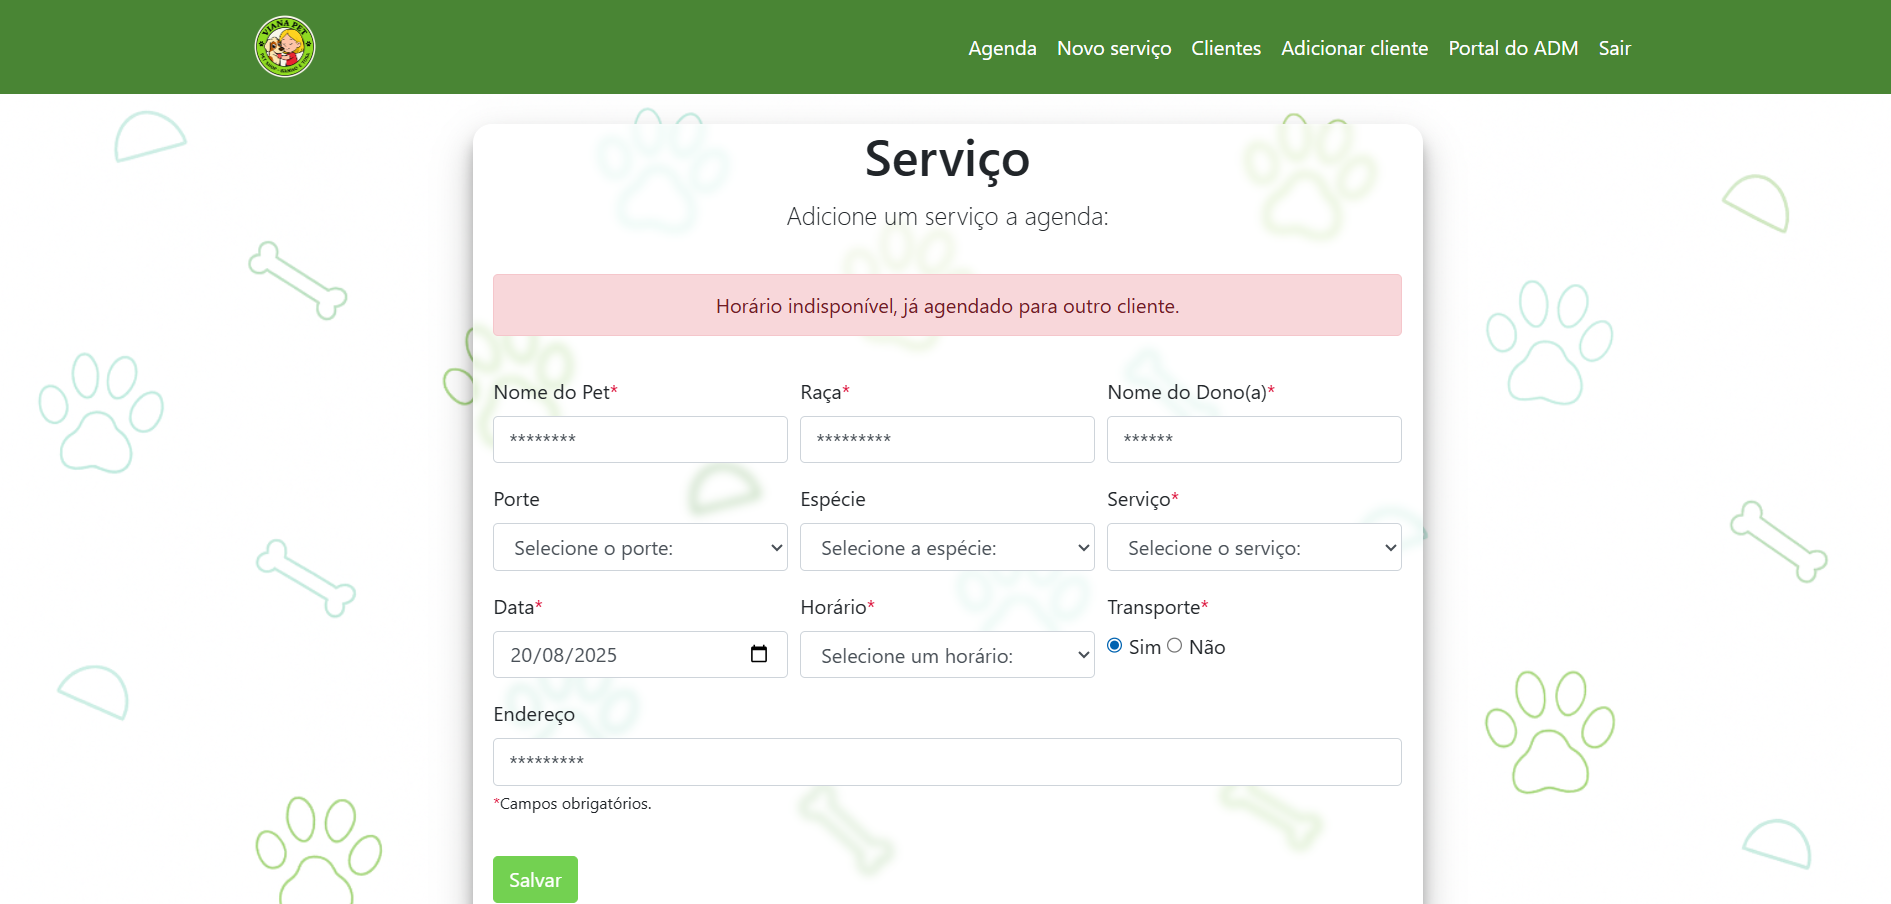 VIANA PET
Agenda Novo serviço Clientes Adicionar cliente Portal do ADM Sair
Serviço
Adicione um serviço a agenda:
Horário indisponível, já agendado para outro cliente.
Nome do Pet* Raça* Nome do Dono(a)*
******** ********* ******
Porte Espécie Serviço*
Selecione o porte: Selecione a espécie: Selecione o serviço:
Data* Horário* Transporte*
20/08/2025 Selecione um horário: Sim Não
Endereço
*********
*Campos obrigatórios.
Salvar